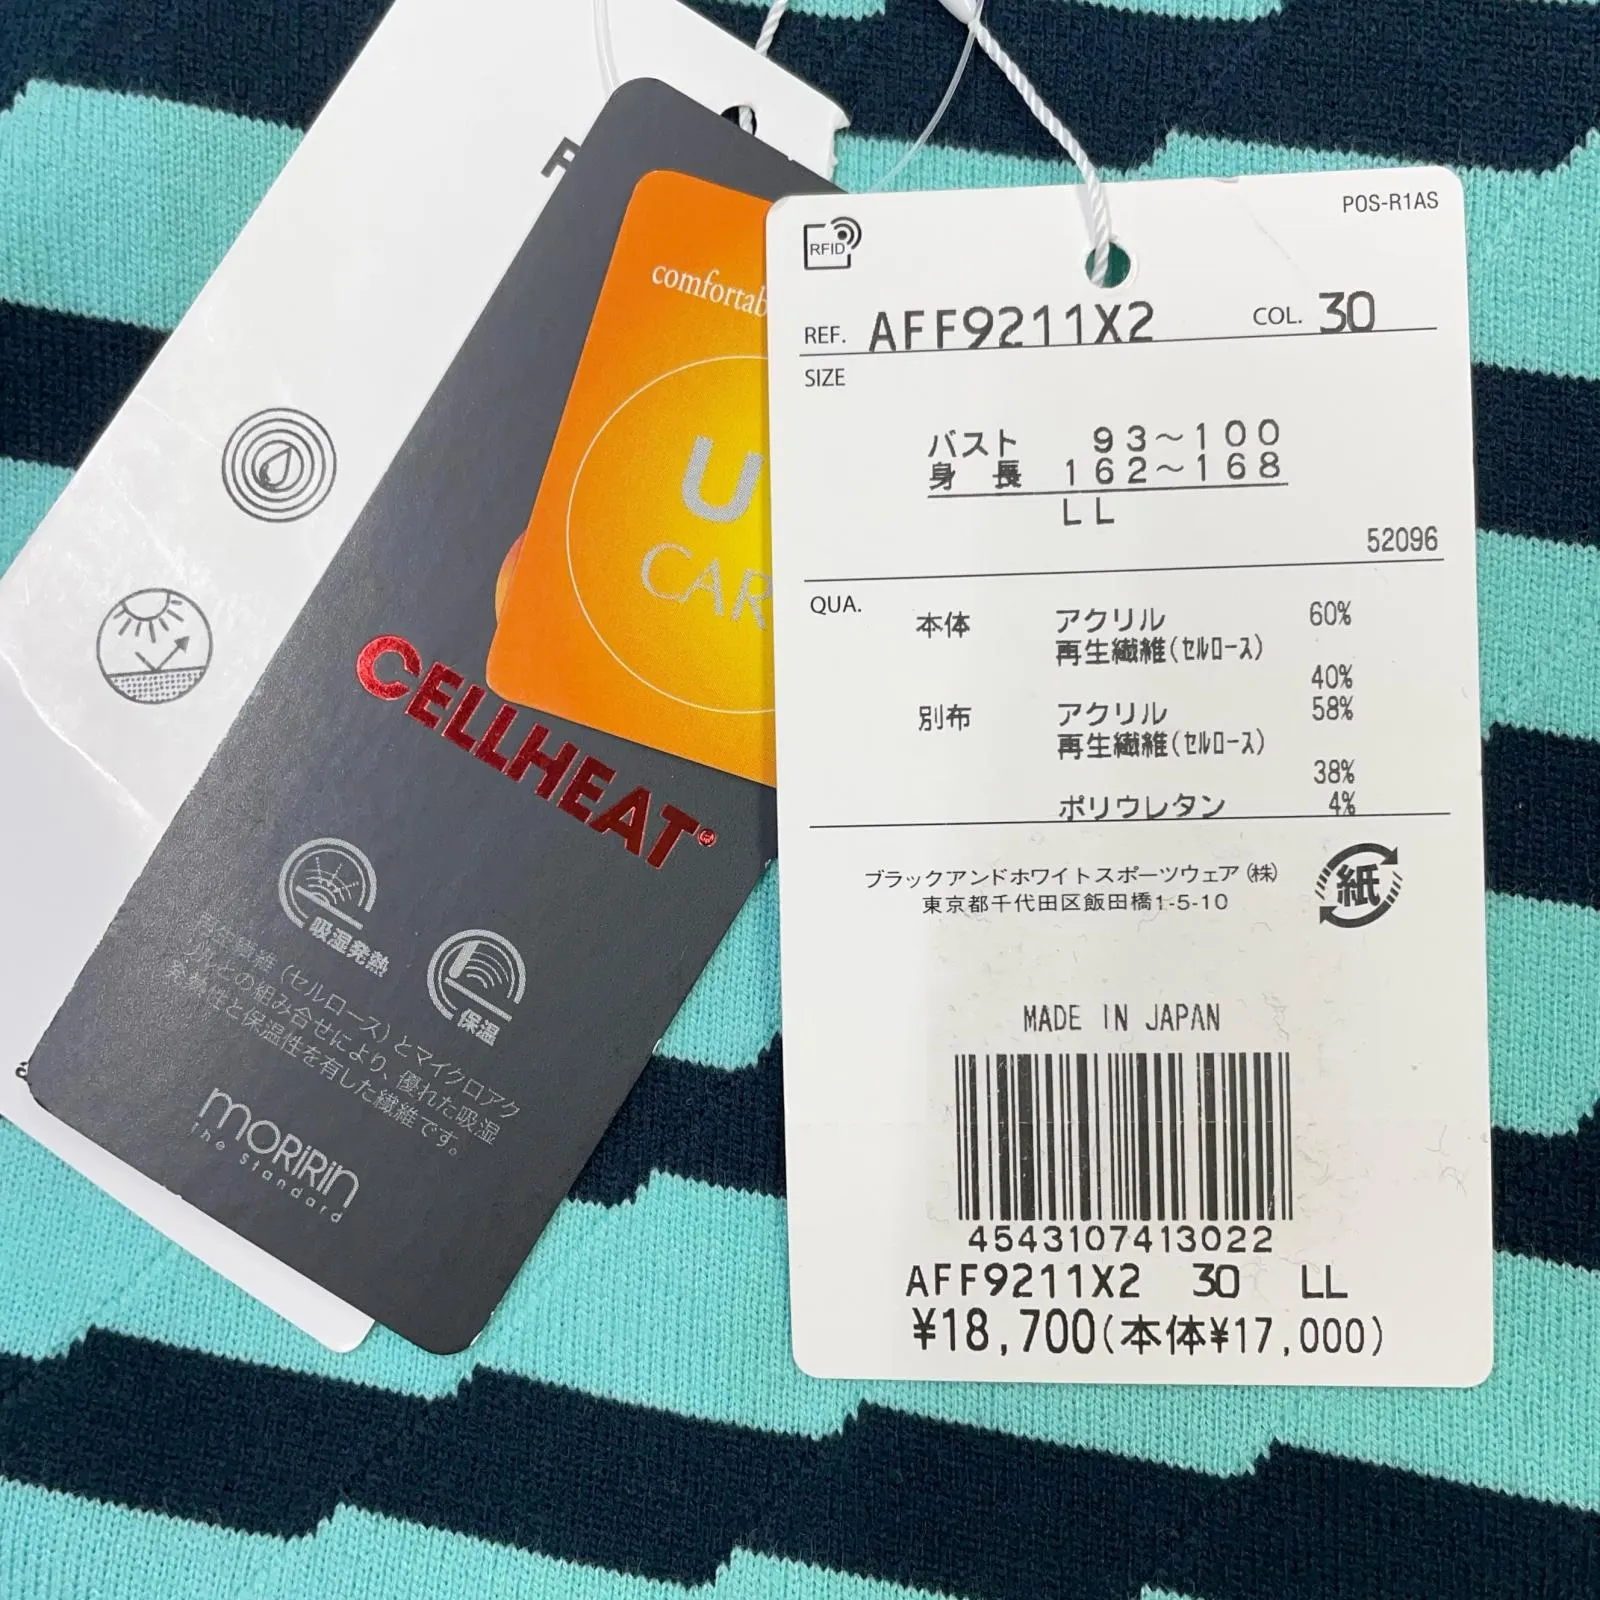 comfortab
U
CAR
CELLHEAT®
吸湿発熱
保温
再生繊維（セルロース）とマイクロアク
リルとの組み合せにより、優れた吸湿
発熱性と保温性を有した繊維です。
MORIRIN
the standard
RFID
POS-R1AS
REF. AFF9211X2 COL. 30
SIZE
バスト 93～100
身長 162～168
LL
52096
QUA. 本体 アクリル 60%
再生繊維(セルロース)
40%
別布 アクリル 58%
再生繊維(セルロース)
38%
ポリウレタン 4%
ブラックアンドホワイトスポーツウェア(株)
東京都千代田区飯田橋1-5-10
紙
MADE IN JAPAN
4543107413022
AFF9211X2 30 LL
¥18,700(本体¥17,000)